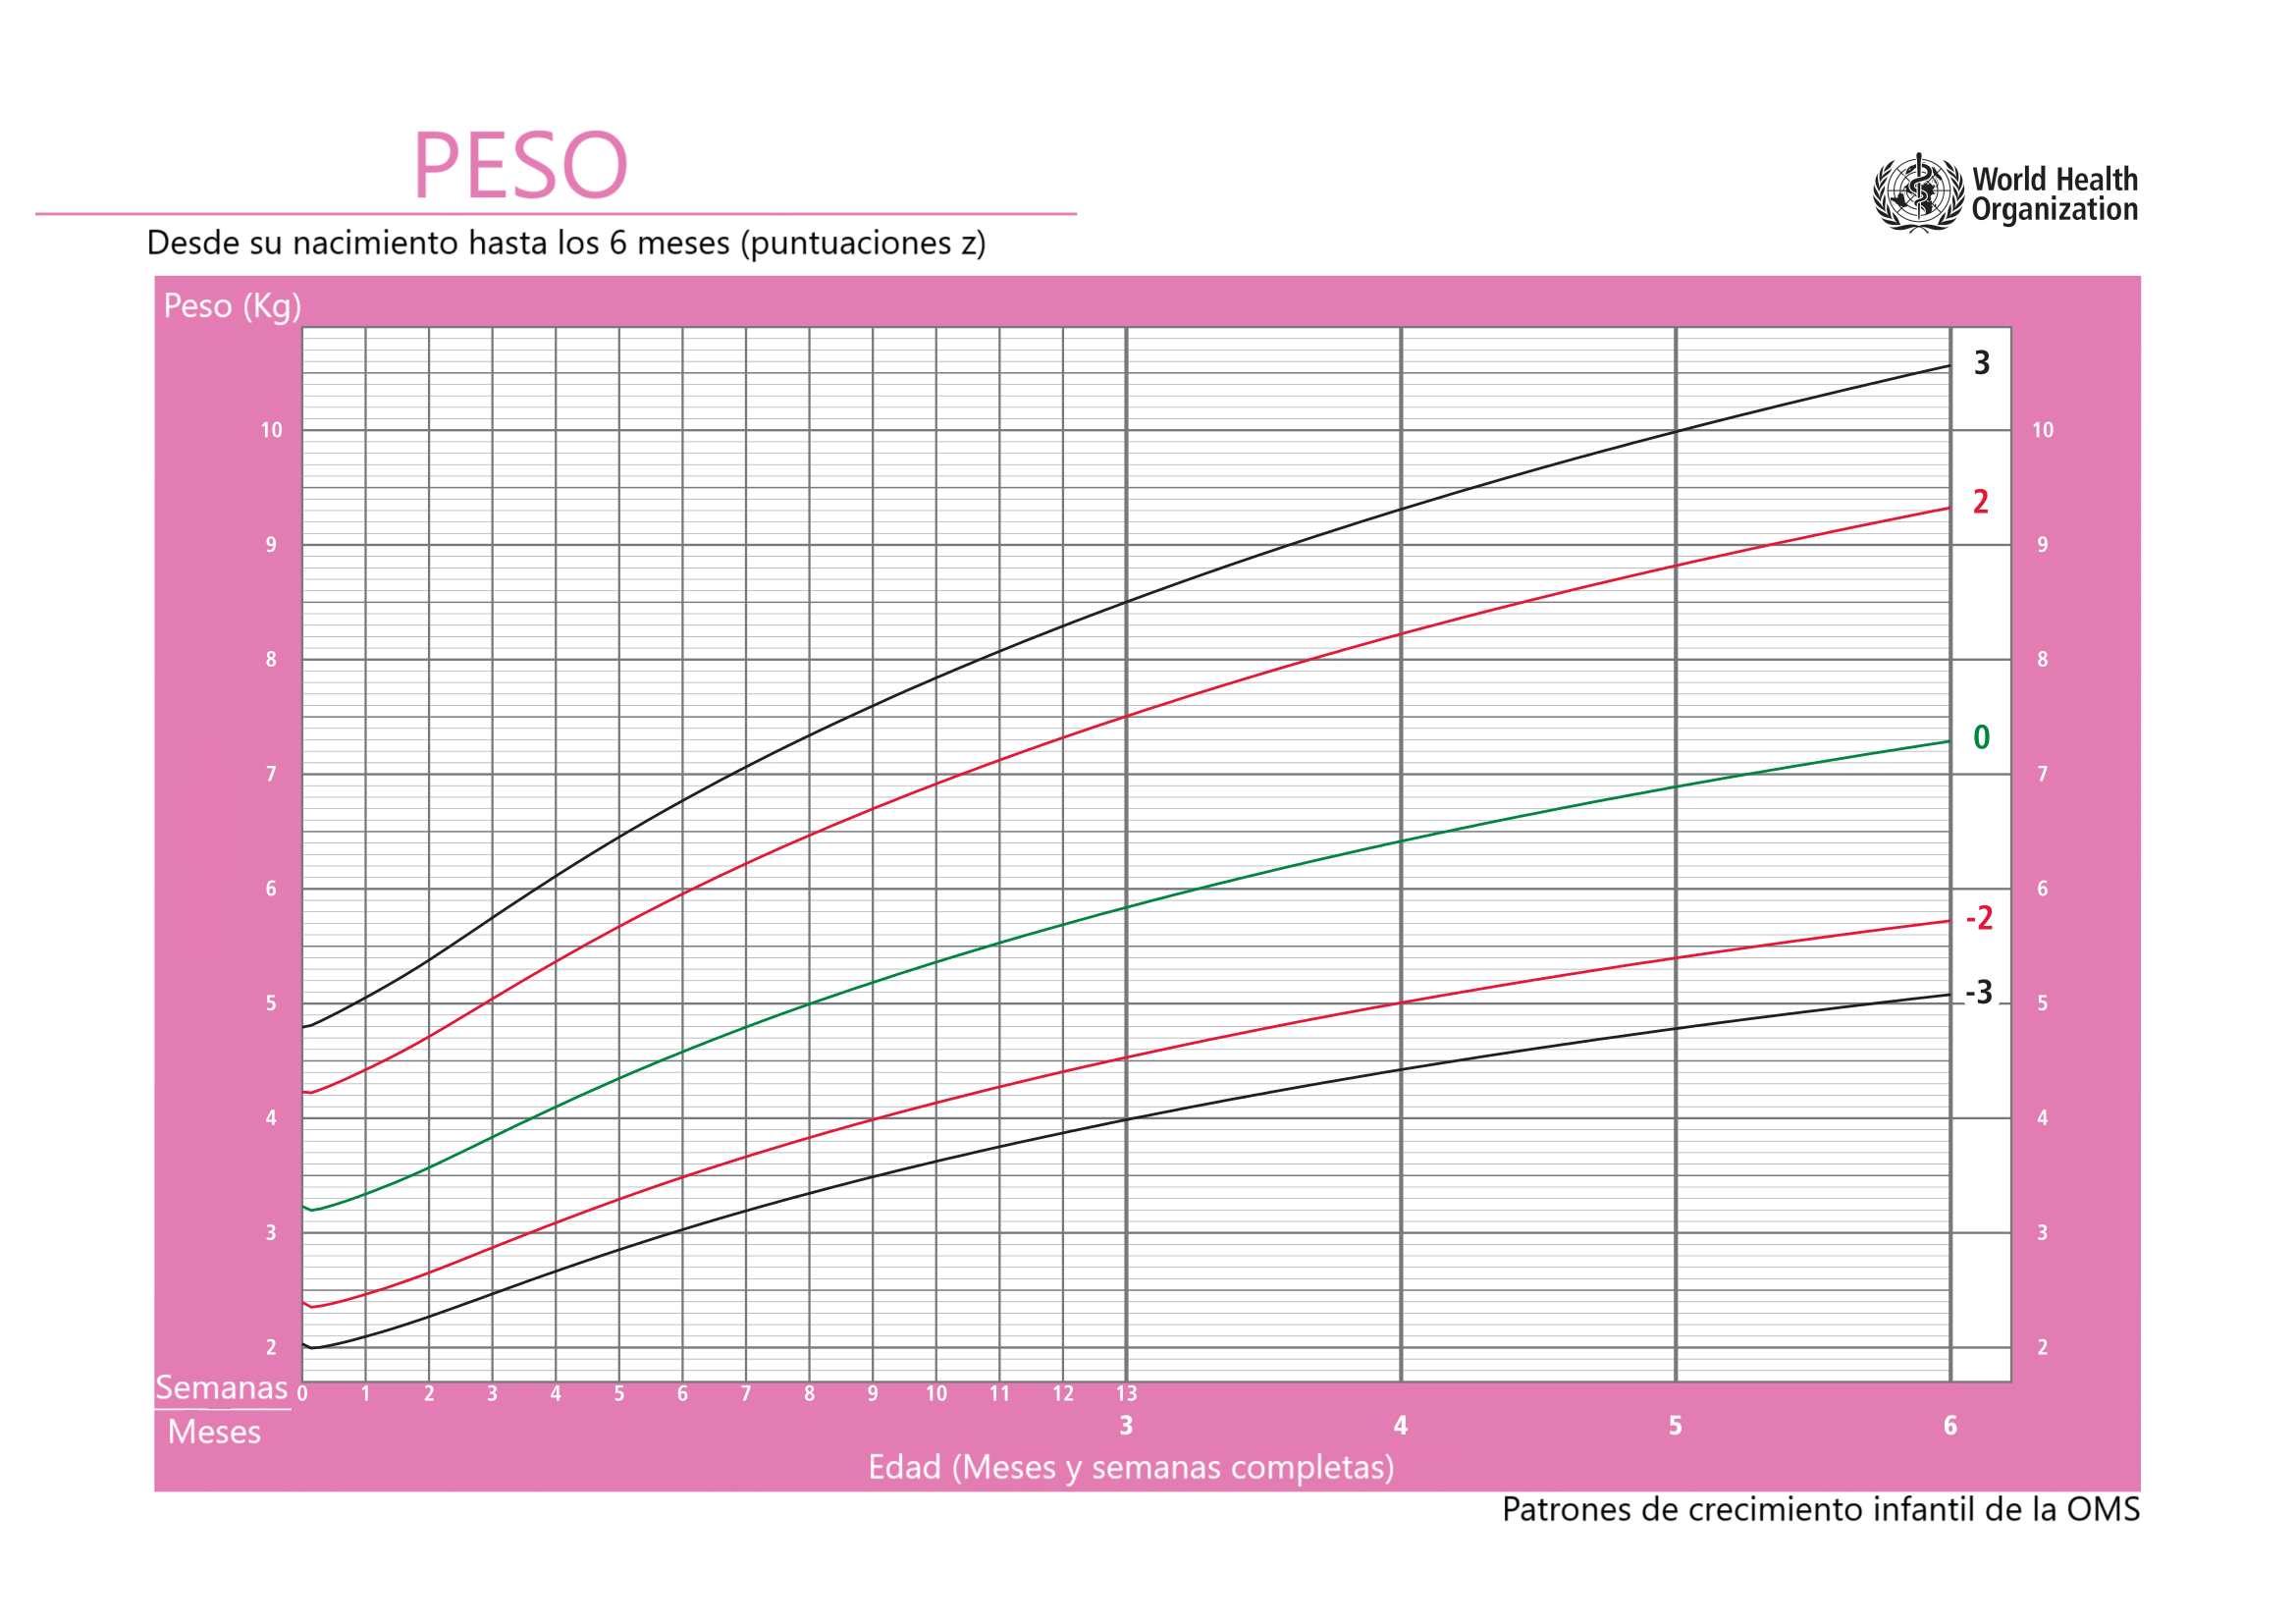 PESO
World Health
Organization
Desde su nacimiento hasta los 6 meses (puntuaciones z)
Peso (Kg)
3
10 10
2
9 9
8 8
0
7 7
6 6
-2
-3
5 5
4 4
3 3
2 2
Semanas 0 1 2 3 4 5 6 7 8 9 10 11 12 13
Meses 3 4 5 6
Edad (Meses y semanas completas)
Patrones de crecimiento infantil de la OMS